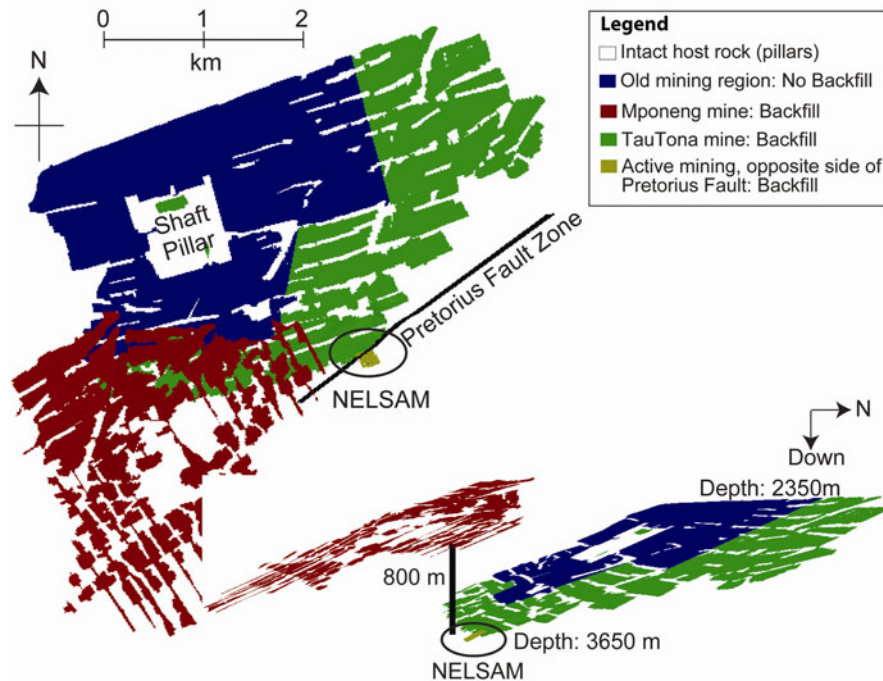 0 1 2
km
N
Legend
Intact host rock (pillars)
Old mining region: No Backfill
Mponeng mine: Backfill
TauTona mine: Backfill
Active mining, opposite side of
Pretorius Fault: Backfill
Shaft
Pillar
Pretorius Fault Zone
NELSAM
N
Down
Depth: 2350m
800 m
Depth: 3650 m
NELSAM